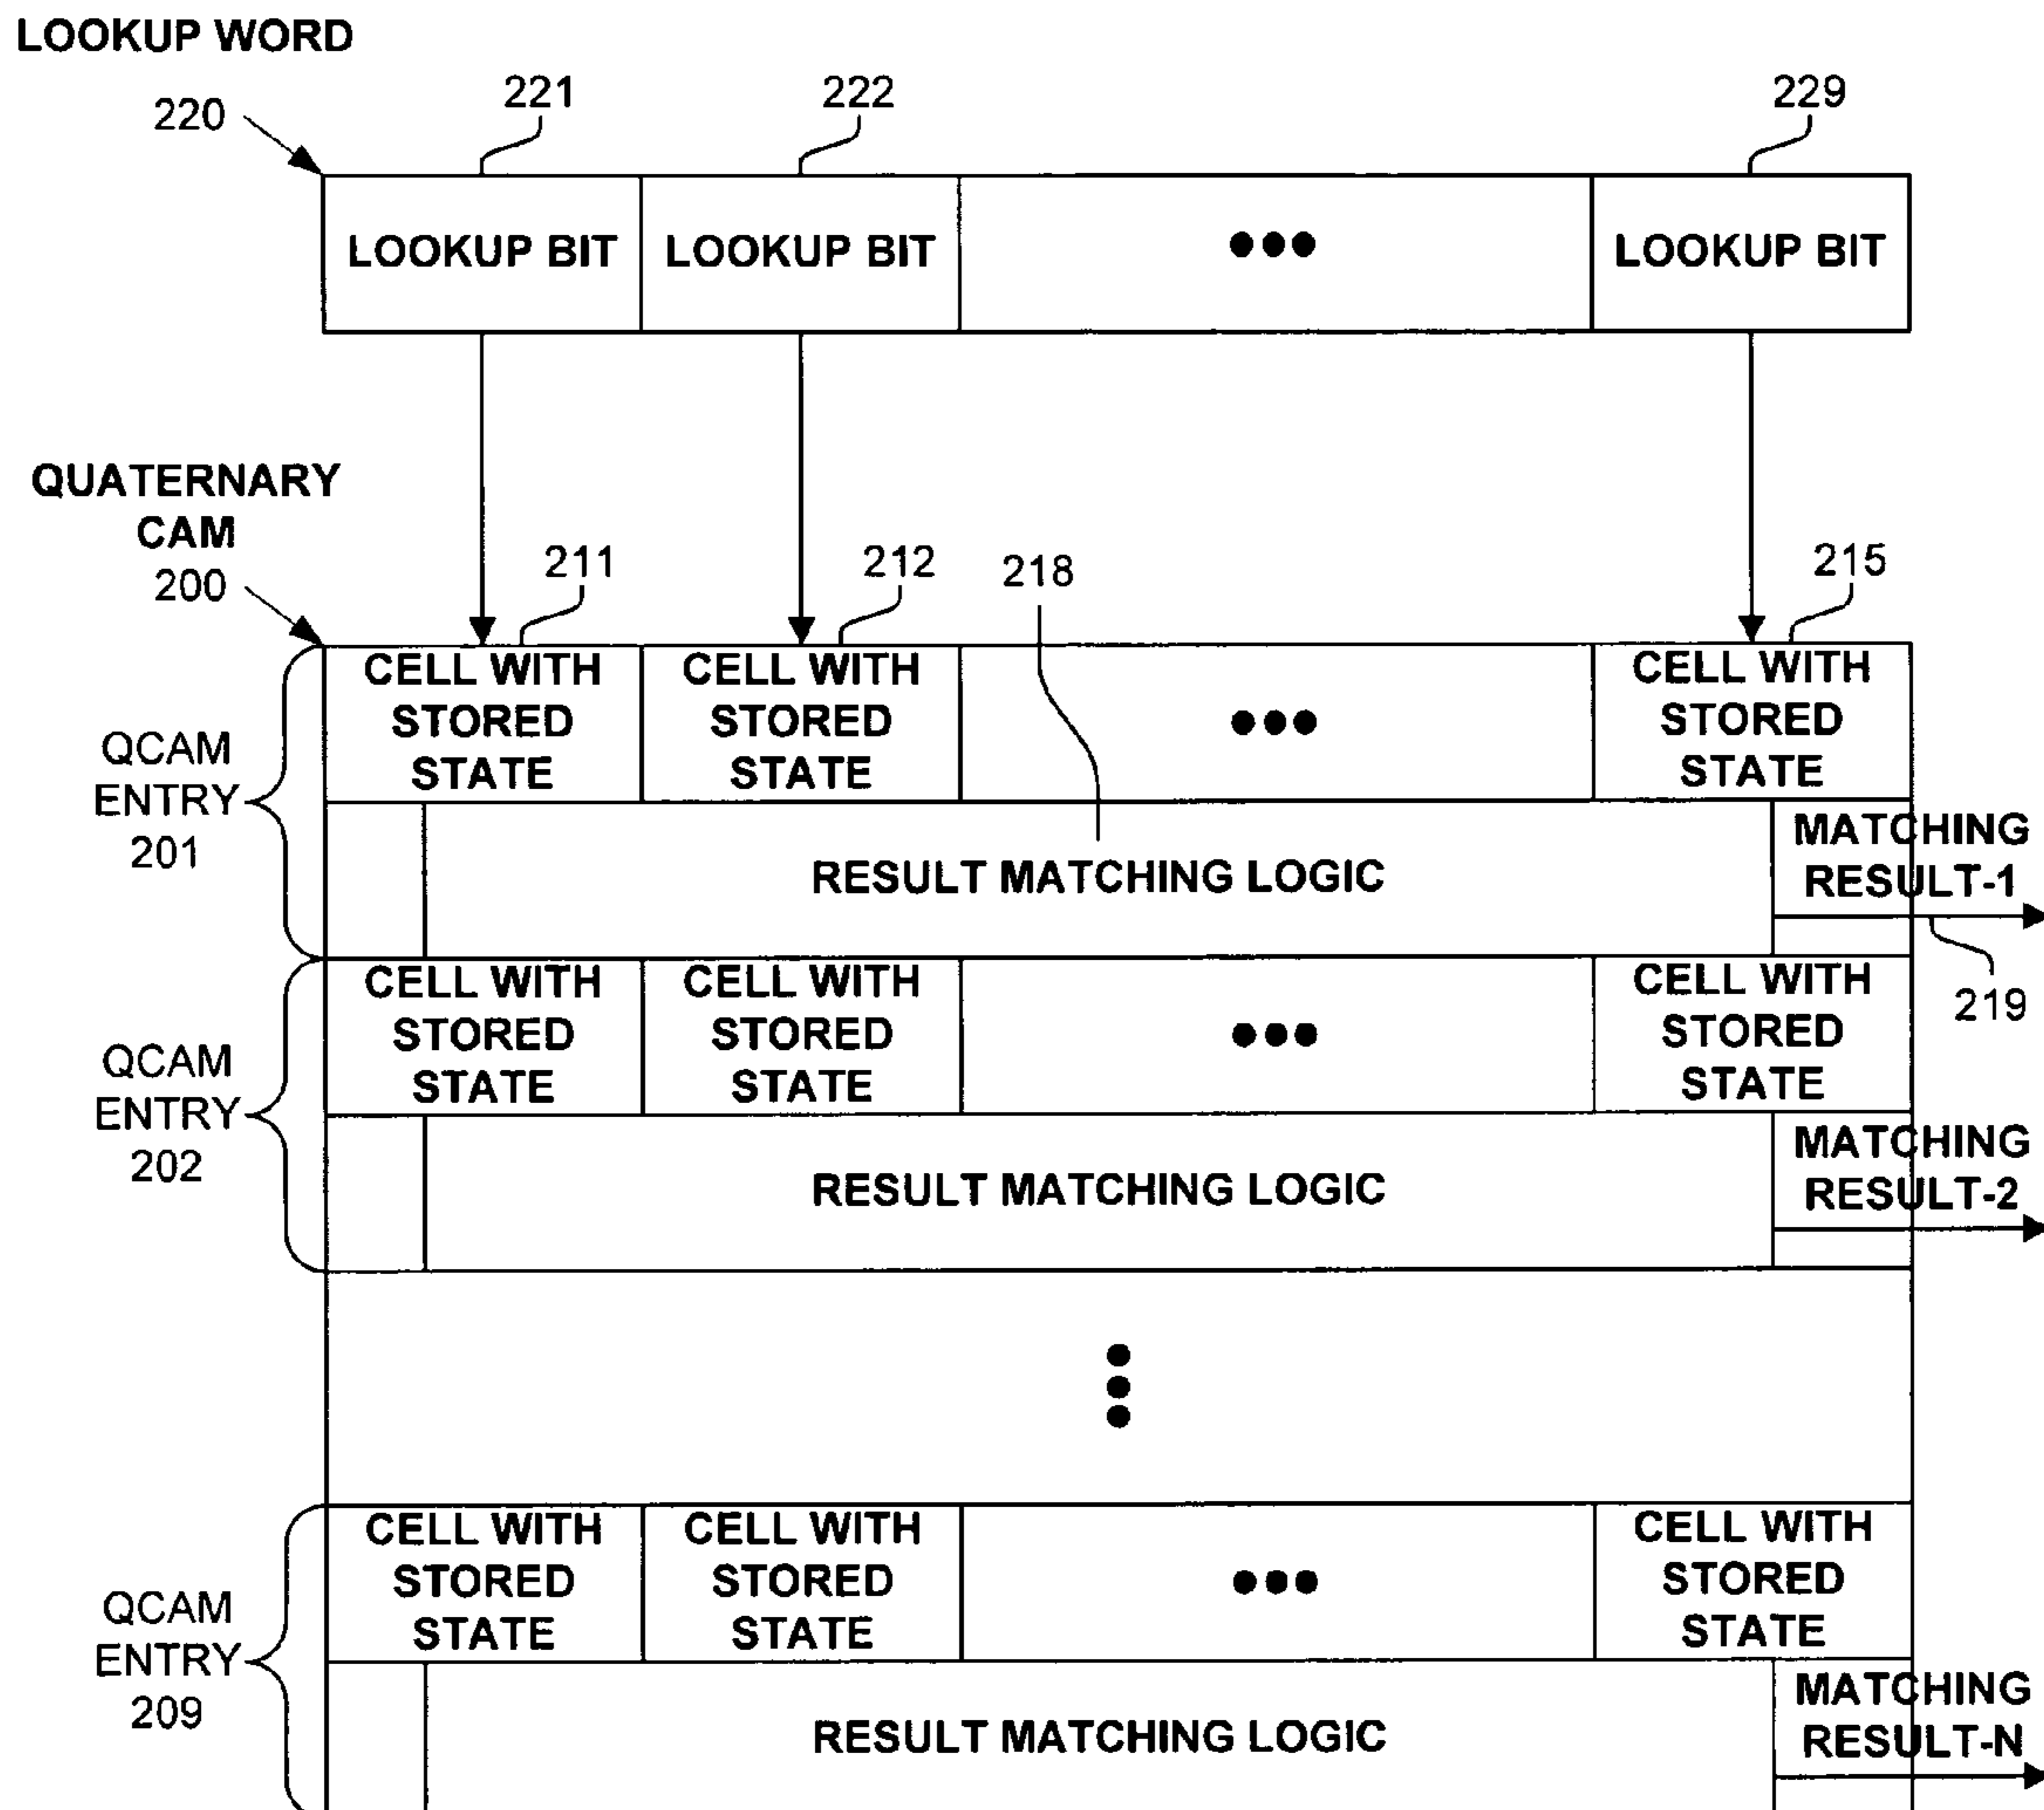 LOOKUP WORD
220
221
222
229
LOOKUP BIT
LOOKUP BIT
●●●
LOOKUP BIT
QUATERNARY
CAM
200
211
212
218
215
QCAM
ENTRY
201
CELL WITH
STORED
STATE
CELL WITH
STORED
STATE
●●●
CELL WITH
STORED
STATE
RESULT MATCHING LOGIC
MATCHING
RESULT-1
219
QCAM
ENTRY
202
CELL WITH
STORED
STATE
CELL WITH
STORED
STATE
●●●
CELL WITH
STORED
STATE
RESULT MATCHING LOGIC
MATCHING
RESULT-2
QCAM
ENTRY
209
CELL WITH
STORED
STATE
CELL WITH
STORED
STATE
●●●
CELL WITH
STORED
STATE
RESULT MATCHING LOGIC
MATCHING
RESULT-N